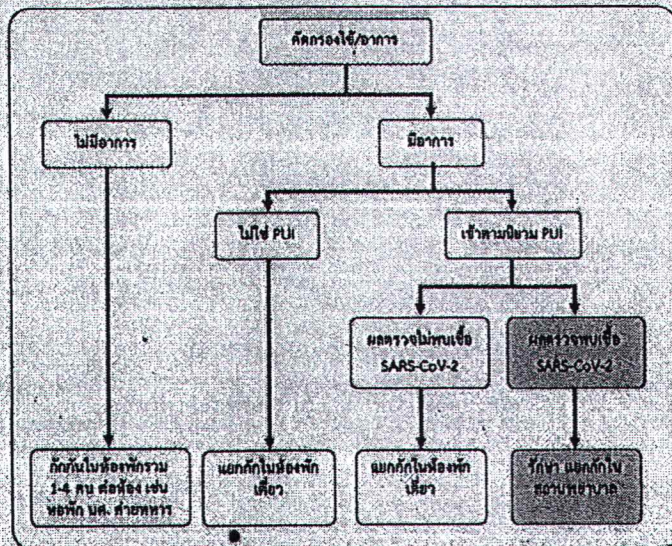 คัดกรองไข้/อาการ
ไม่มีอาการ
มีอาการ
ไม่ใช่ PUI
เข้าตามนิยาม PUI
ผลตรวจไม่พบเชื้อ
SARS-CoV-2
ผลตรวจพบเชื้อ
SARS-CoV-2
กักกันในห้องพักรวม
1-4 คน ต่อห้อง เช่น
หอพัก นศ. ค่ายทหาร
แยกกักในห้องพัก
เดี่ยว
แยกกักในห้องพัก
เดี่ยว
รักษา แยกกักใน
สถานพยาบาล